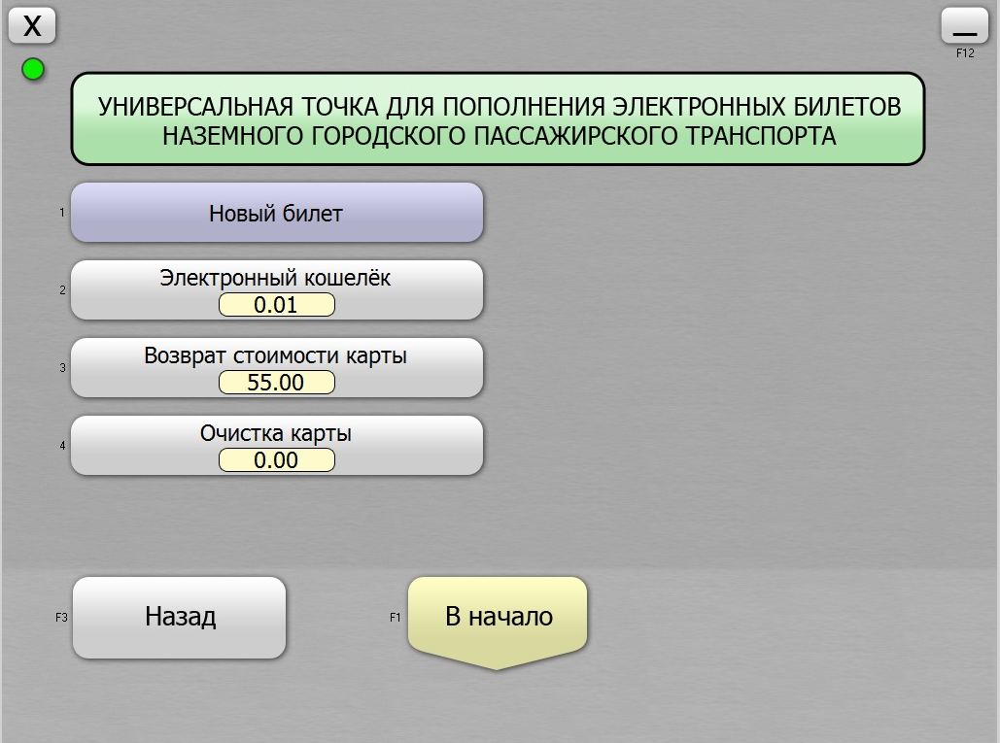 X
_
F12
УНИВЕРСАЛЬНАЯ ТОЧКА ДЛЯ ПОПОЛНЕНИЯ ЭЛЕКТРОННЫХ БИЛЕТОВ
НАЗЕМНОГО ГОРОДСКОГО ПАССАЖИРСКОГО ТРАНСПОРТА
1 Новый билет
2 Электронный кошелёк
0.01
3 Возврат стоимости карты
55.00
4 Очистка карты
0.00
F3 Назад F1 В начало